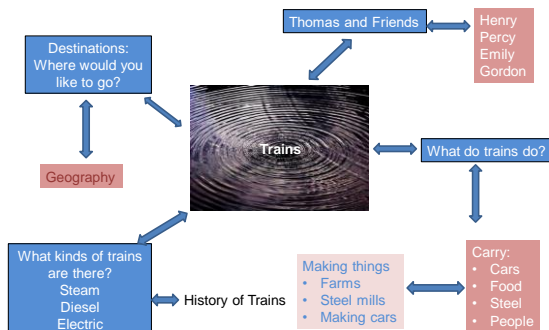 Thomas and Friends
Henry
Percy
Emily
Gordon
Destinations:
Where would you
like to go?
Trains
What do trains do?
Geography
What kinds of trains
are there?
Steam
Diesel
Electric
History of Trains
Making things
• Farms
• Steel mills
• Making cars
Carry:
• Cars
• Food
• Steel
• People